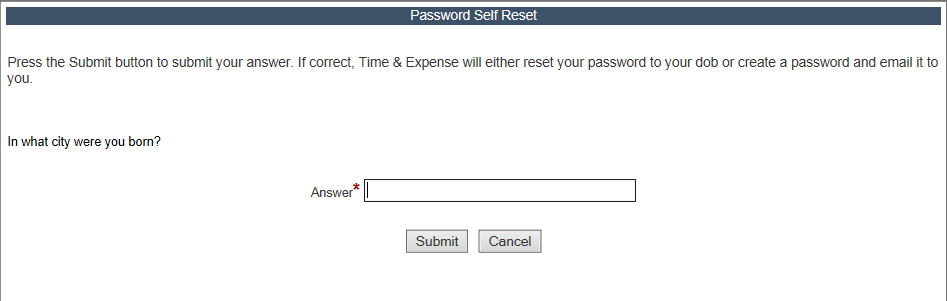 Password Self Reset
Press the Submit button to submit your answer. If correct, Time & Expense will either reset your password to your dob or create a password and email it to
you.
In what city were you born?
Answer*
Submit Cancel